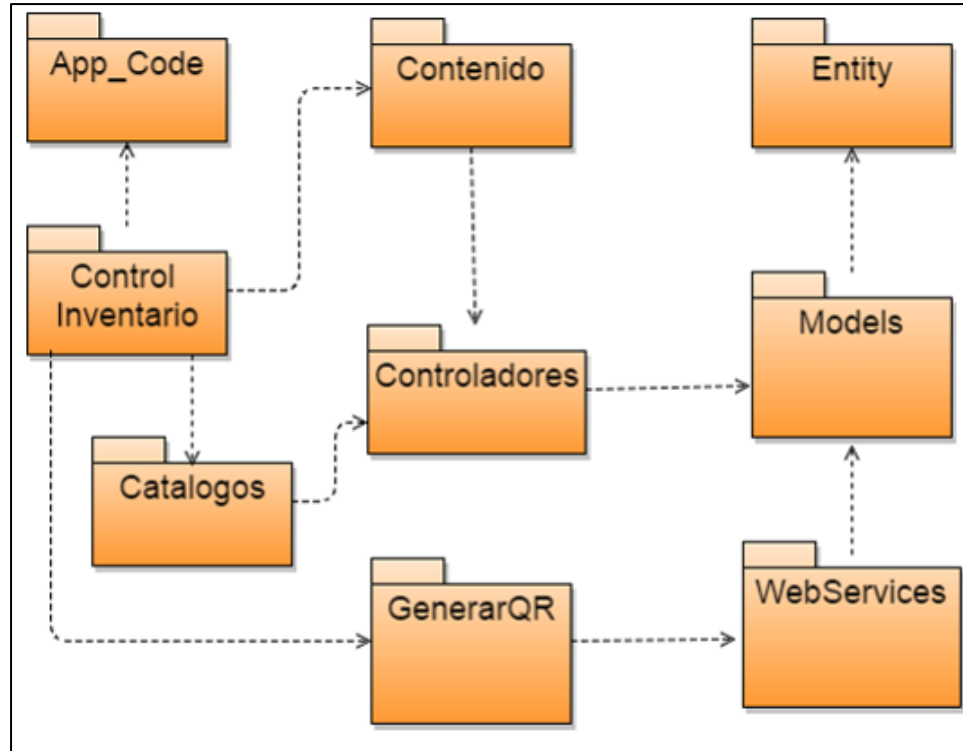 App_Code
Contenido
Entity
Control
Inventario
Controladores
Models
Catalogos
GenerarQR
WebServices